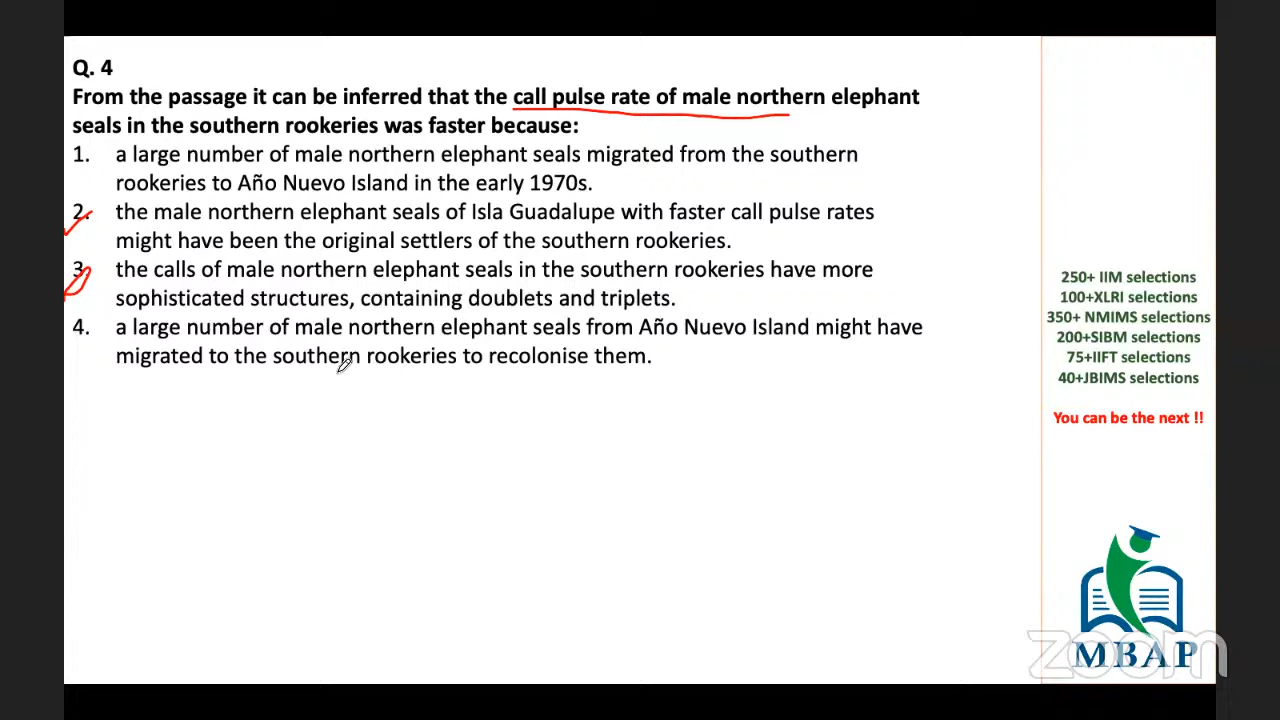 Q. 4
From the passage it can be inferred that the call pulse rate of male northern elephant
seals in the southern rookeries was faster because:
1. a large number of male northern elephant seals migrated from the southern
rookeries to Año Nuevo Island in the early 1970s.
2. the male northern elephant seals of Isla Guadalupe with faster call pulse rates
might have been the original settlers of the southern rookeries.
3. the calls of male northern elephant seals in the southern rookeries have more
sophisticated structures, containing doublets and triplets.
4. a large number of male northern elephant seals from Año Nuevo Island might have
migrated to the southern rookeries to recolonise them.
250+ IIM selections
100+XLRI selections
350+ NMIMS selections
200+SIBM selections
75+IIFT selections
40+JBIMS selections
You can be the next !!
zoom
MBAP